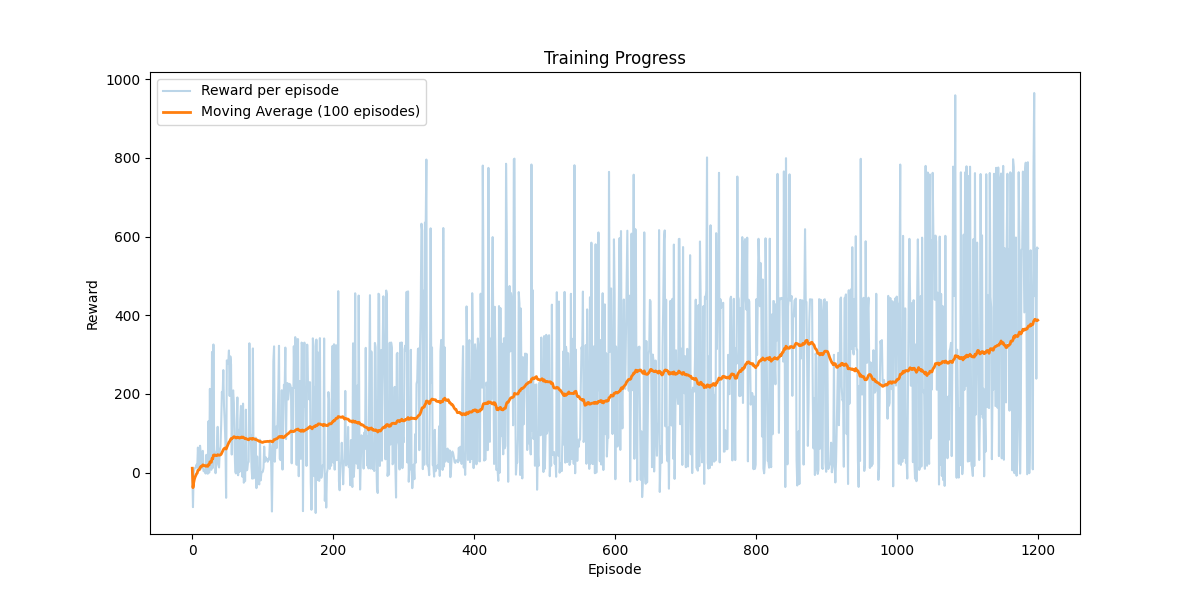 Training Progress
Reward per episode
Moving Average (100 episodes)
Reward
1000
800
600
400
200
0
0 200 400 600 800 1000 1200
Episode